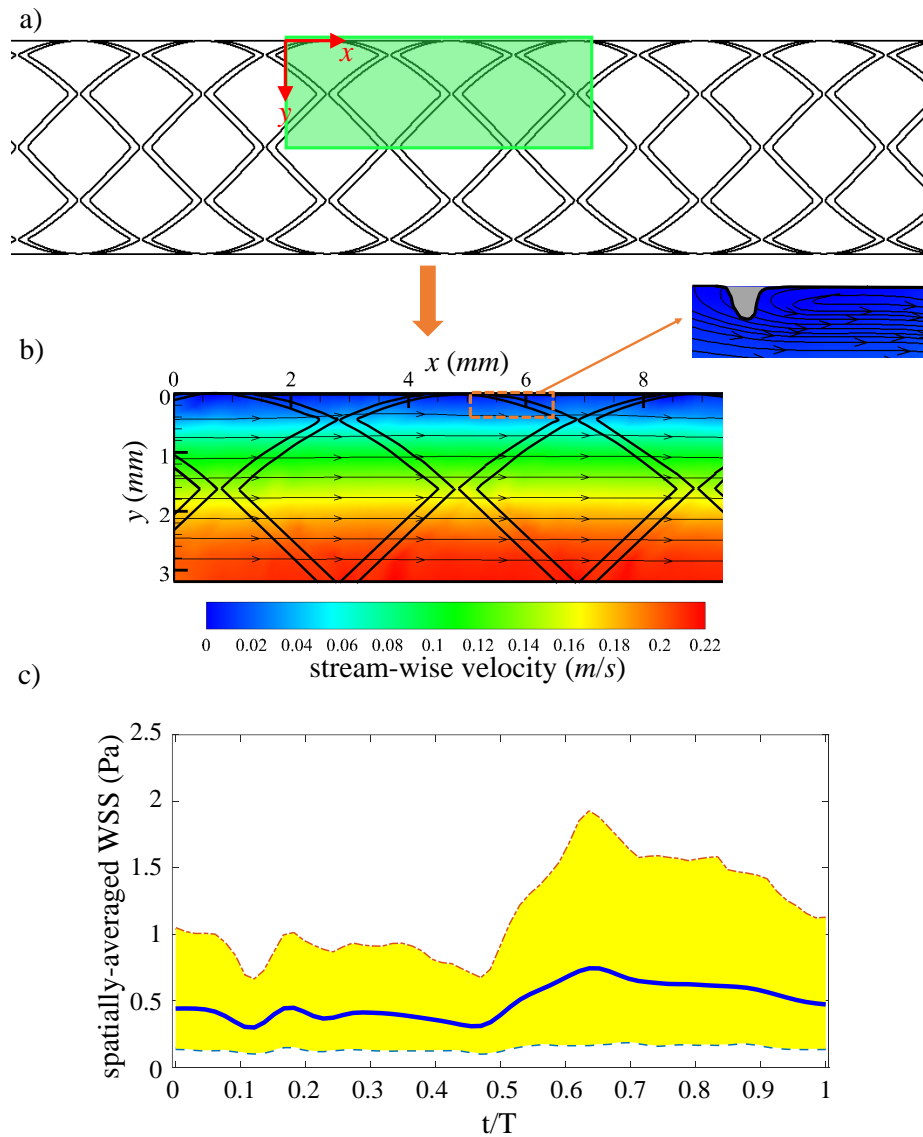 a)
x
y
b)
x (mm)
0 2 4 6 8
y (mm)
0
1
2
3
0 0.02 0.04 0.06 0.08 0.1 0.12 0.14 0.16 0.18 0.2 0.22
stream-wise velocity (m/s)
c)
spatially-averaged WSS (Pa)
2.5
2
1.5
1
0.5
0
0 0.1 0.2 0.3 0.4 0.5 0.6 0.7 0.8 0.9 1
t/T